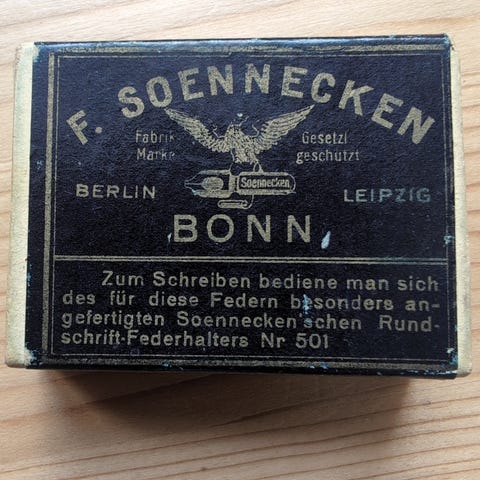 F. SOENNECKEN
Fabrik Gesetzl
Marke geschützt
Soennecken
BERLIN LEIPZIG
BONN
Zum Schreiben bediene man sich
des für diese Federn besonders an-
gefertigten Soennecken'schen Rund-
schrift-Federhalters Nr 501